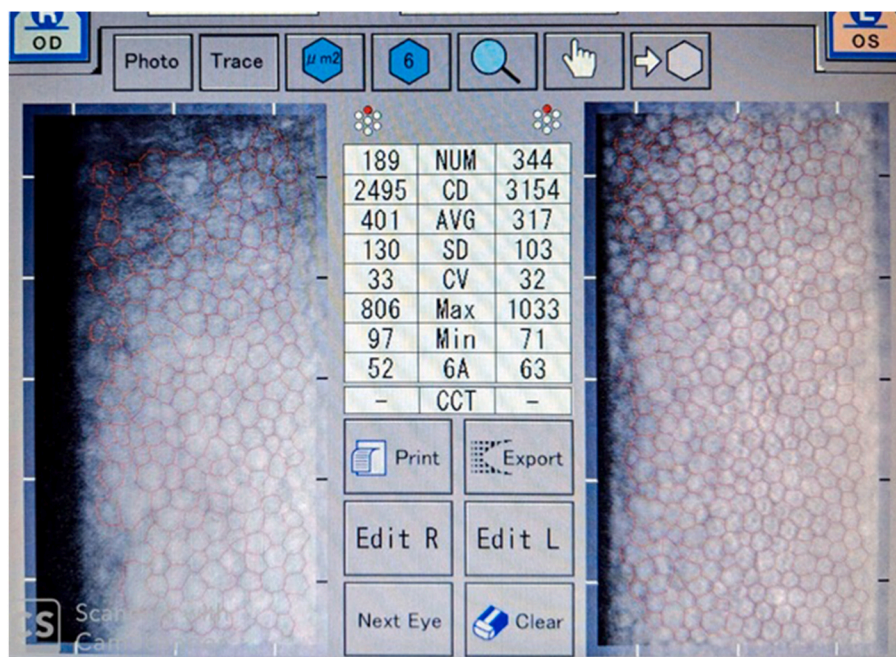 R
OD
Photo
Trace
μm2
6
L
OS
189 NUM 344
2495 CD 3154
401 AVG 317
130 SD 103
33 CV 32
806 Max 1033
97 Min 71
52 6A 63
- CCT -
Print
Export
Edit R
Edit L
Next Eye
Clear
CS